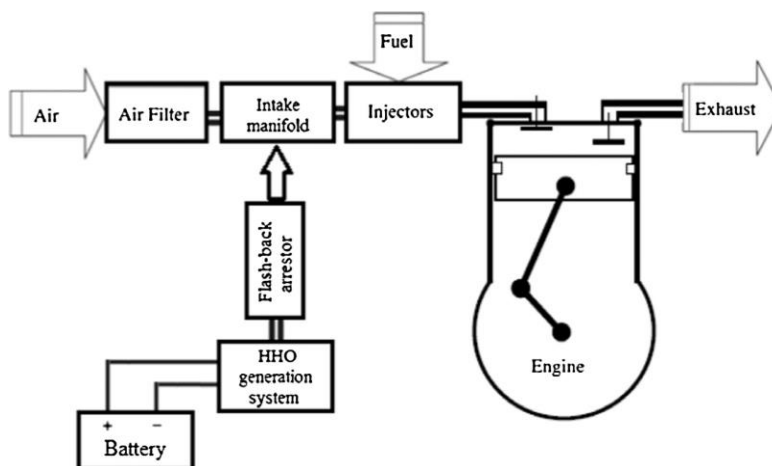 Fuel
Air
Air Filter
Intake
manifold
Injectors
Exhaust
Flash-back
arrestor
HHO
generation
system
Engine
+ −
Battery